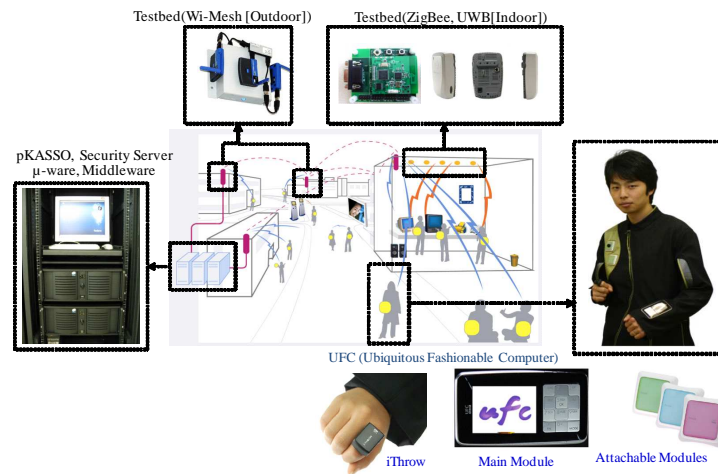 Testbed(Wi-Mesh [Outdoor])
Testbed(ZigBee, UWB[Indoor])
pKASSO, Security Server
µ-ware, Middleware
UFC (Ubiquitous Fashionable Computer)
ufc
iThrow
Main Module
Attachable Modules